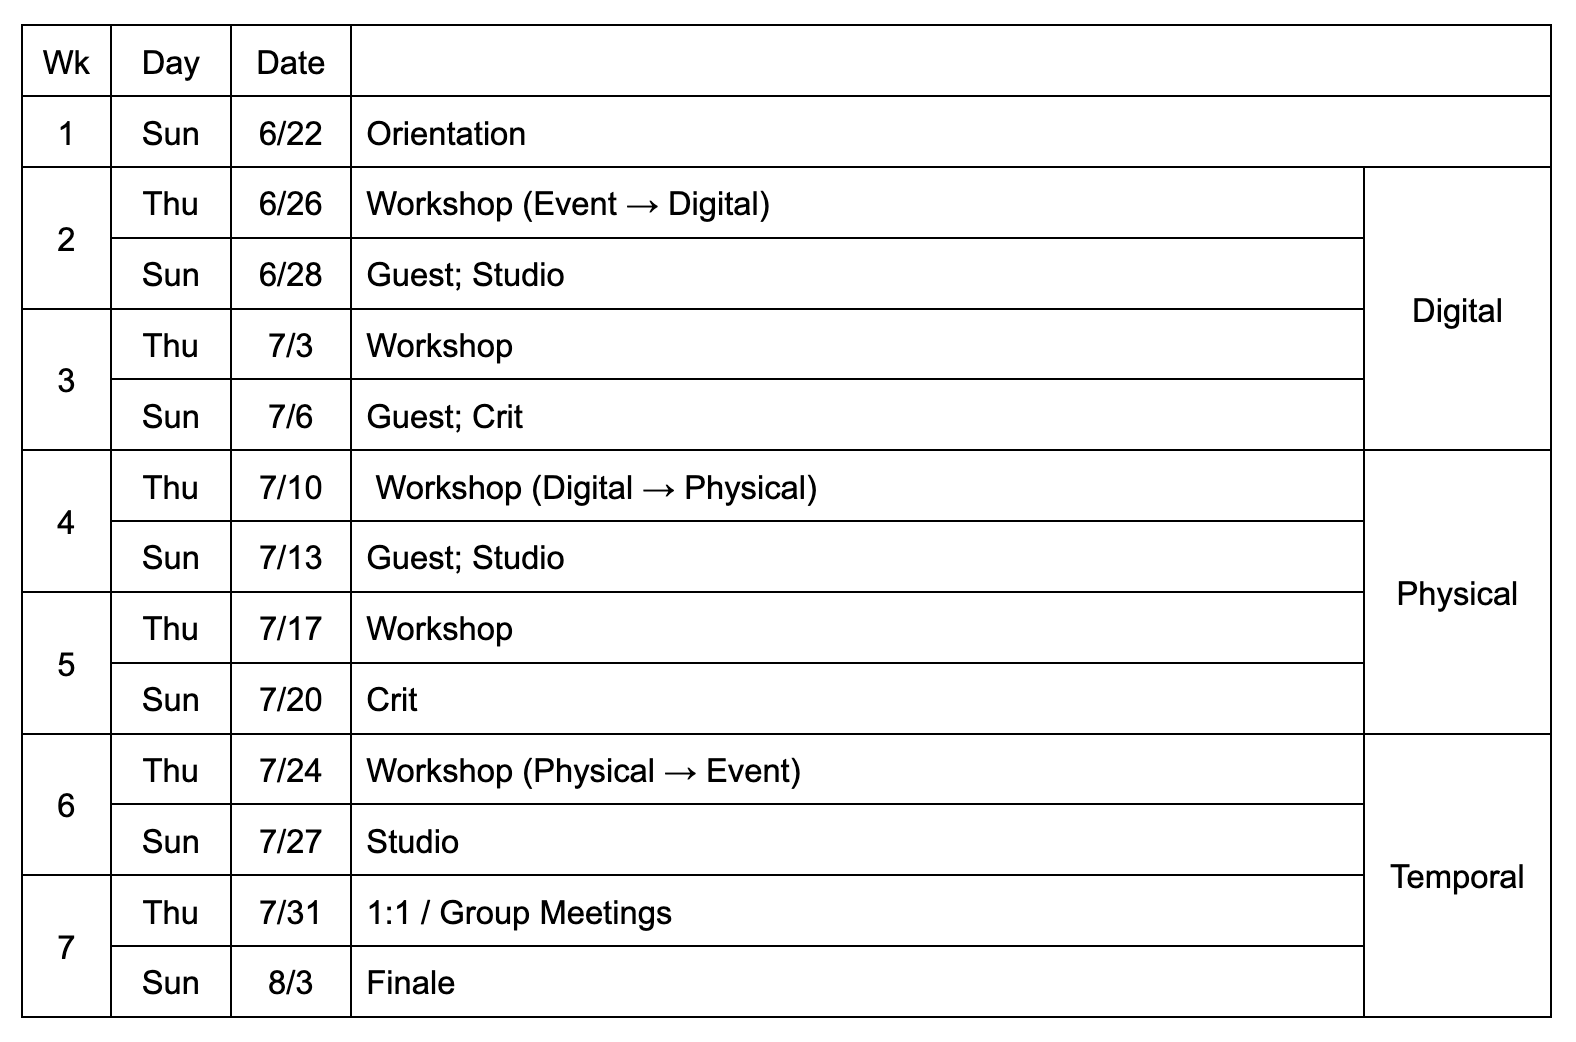 Wk Day Date
1 Sun 6/22 Orientation
2 Thu 6/26 Workshop (Event → Digital) Digital
Sun 6/28 Guest; Studio
3 Thu 7/3 Workshop
Sun 7/6 Guest; Crit
4 Thu 7/10 Workshop (Digital → Physical) Physical
Sun 7/13 Guest; Studio
5 Thu 7/17 Workshop
Sun 7/20 Crit
6 Thu 7/24 Workshop (Physical → Event) Temporal
Sun 7/27 Studio
7 Thu 7/31 1:1 / Group Meetings
Sun 8/3 Finale